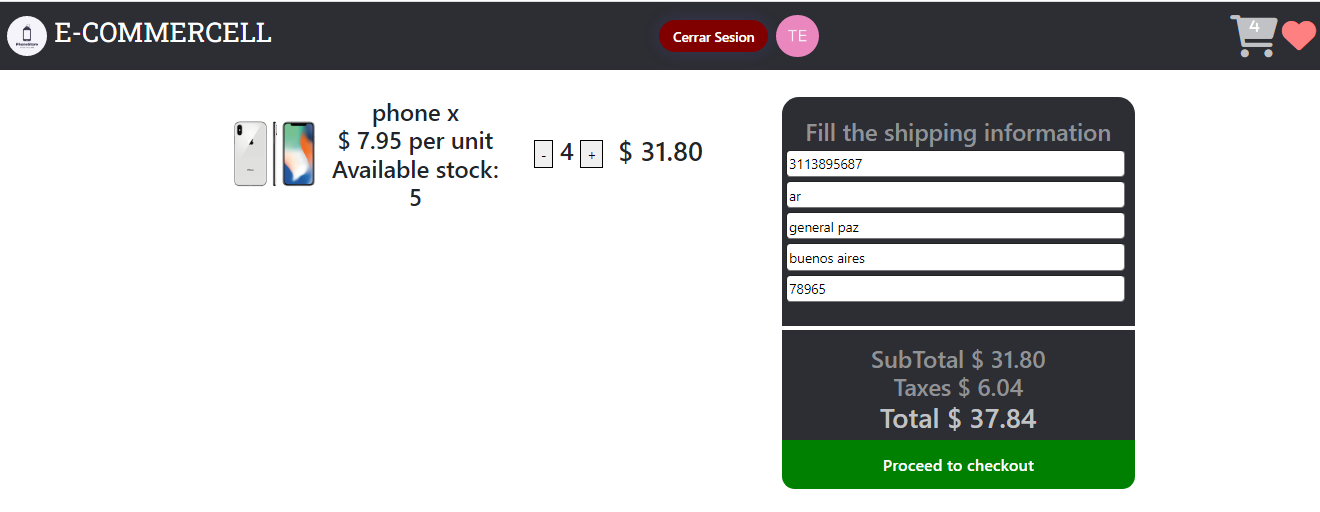 PhoneStore
E-COMMERCELL
Cerrar Sesion
TE
4
phone x
$ 7.95 per unit
Available stock:
5
-
4
+
$ 31.80
Fill the shipping information
3113895687
ar
general paz
buenos aires
78965
SubTotal $ 31.80
Taxes $ 6.04
Total $ 37.84
Proceed to checkout